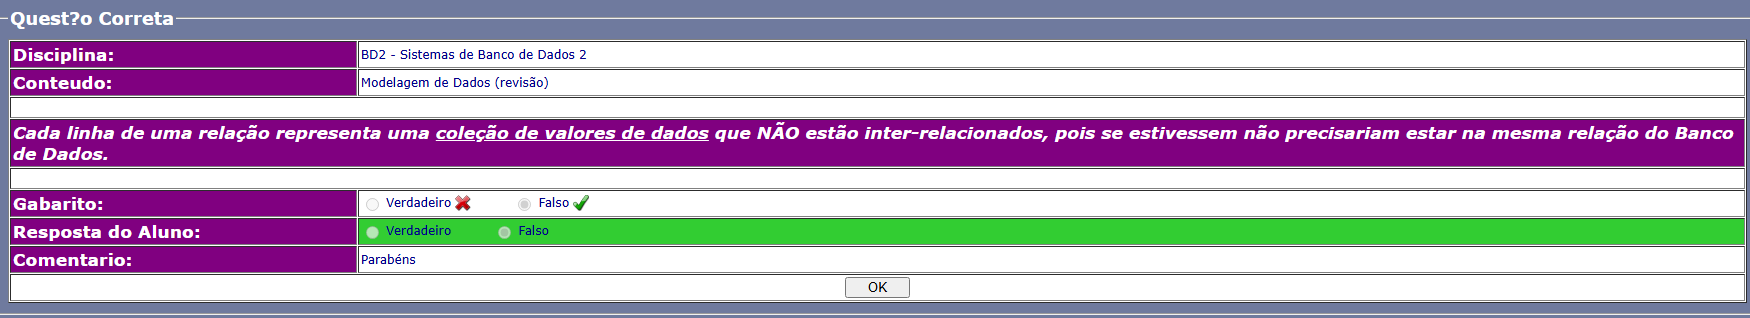 Quest?o Correta
Disciplina: BD2 - Sistemas de Banco de Dados 2
Conteudo: Modelagem de Dados (revisão)
Cada linha de uma relação representa uma coleção de valores de dados que NÃO estão inter-relacionados, pois se estivessem não precisariam estar na mesma relação do Banco
de Dados.
Gabarito: Verdadeiro Falso
Resposta do Aluno: Verdadeiro Falso
Comentario: Parabéns
OK